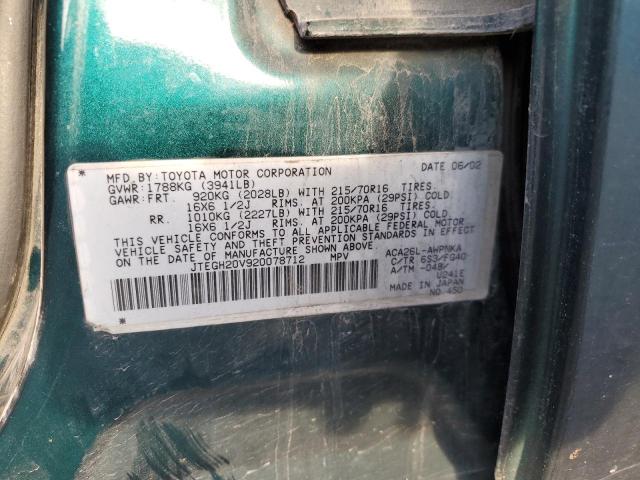 MFD. BY: TOYOTA MOTOR CORPORATION DATE 06/02
GVWR: 1788KG (3941LB)
GAWR: FRT. 920KG (2028LB) WITH 215/70R16 TIRES.
16X6 1/2J RIMS. AT 200KPA (29PSI) COLD
RR. 1010KG (2227LB) WITH 215/70R16 TIRES.
16X6 1/2J RIMS. AT 200KPA (29PSI) COLD
THIS VEHICLE CONFORMS TO ALL APPLICABLE FEDERAL MOTOR
VEHICLE SAFETY AND THEFT PREVENTION STANDARDS IN EFFECT
ON THE DATE OF MANUFACTURE SHOWN ABOVE.
*JTEGH20V920078712* MPV ACA26L-AWPNKA
C/TR 6S3/FG40
A/TM -048/
U241E
MADE IN JAPAN
NO. 450